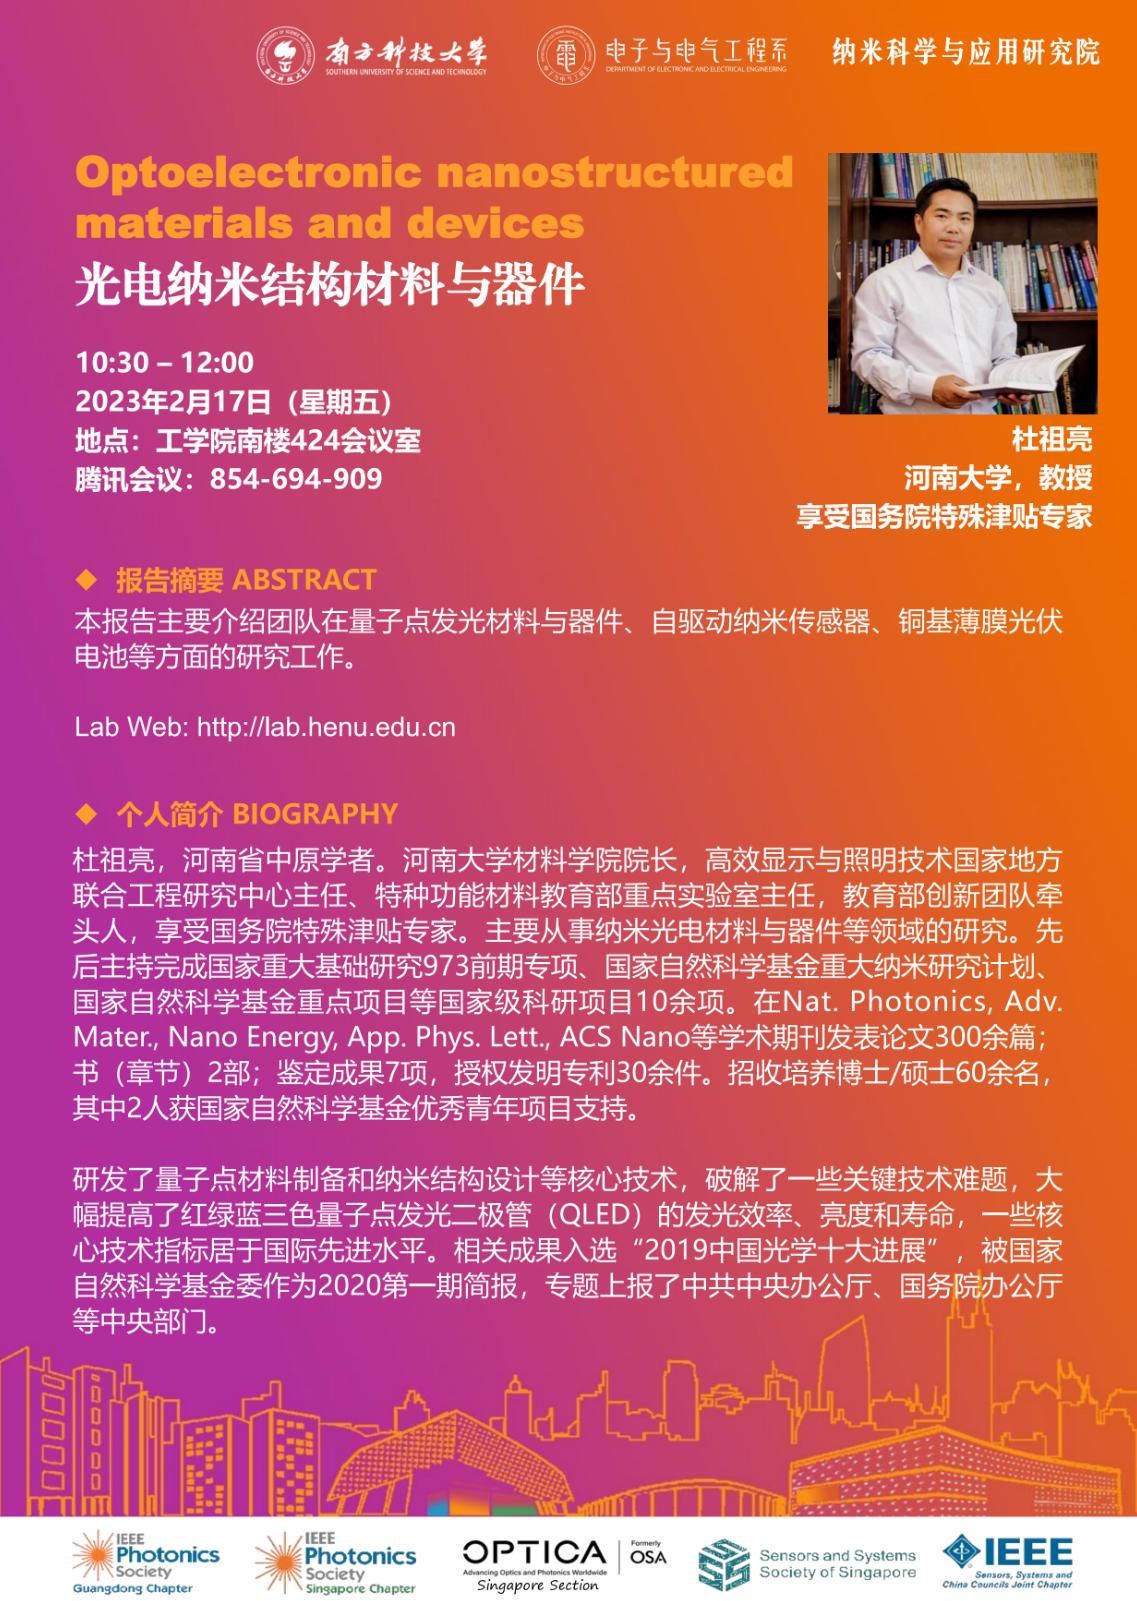 南方科技大学
SOUTHERN UNIVERSITY OF SCIENCE AND TECHNOLOGY
電
电子与电气工程系
DEPARTMENT OF ELECTRONIC AND ELECTRICAL ENGINEERING
纳米科学与应用研究院
Optoelectronic nanostructured
materials and devices
光电纳米结构材料与器件
10:30 – 12:00
2023年2月17日（星期五）
地点：工学院南楼424会议室
腾讯会议：854-694-909
杜祖亮
河南大学，教授
享受国务院特殊津贴专家
◆ 报告摘要 ABSTRACT
本报告主要介绍团队在量子点发光材料与器件、自驱动纳米传感器、铜基薄膜光伏
电池等方面的研究工作。
Lab Web: http://lab.henu.edu.cn
◆ 个人简介 BIOGRAPHY
杜祖亮，河南省中原学者。河南大学材料学院院长，高效显示与照明技术国家地方
联合工程研究中心主任、特种功能材料教育部重点实验室主任，教育部创新团队牵
头人，享受国务院特殊津贴专家。主要从事纳米光电材料与器件等领域的研究。先
后主持完成国家重大基础研究973前期专项、国家自然科学基金重大纳米研究计划、
国家自然科学基金重点项目等国家级科研项目10余项。在Nat. Photonics, Adv.
Mater., Nano Energy, App. Phys. Lett., ACS Nano等学术期刊发表论文300余篇；
书（章节）2部；鉴定成果7项，授权发明专利30余件。招收培养博士/硕士60余名，
其中2人获国家自然科学基金优秀青年项目支持。
研发了量子点材料制备和纳米结构设计等核心技术，破解了一些关键技术难题，大
幅提高了红绿蓝三色量子点发光二极管（QLED）的发光效率、亮度和寿命，一些核
心技术指标居于国际先进水平。相关成果入选“2019中国光学十大进展”，被国家
自然科学基金委作为2020第一期简报，专题上报了中共中央办公厅、国务院办公厅
等中央部门。
IEEE
Photonics
Society
Guangdong Chapter
IEEE
Photonics
Society
Singapore Chapter
OPTICA
Advancing Optics and Photonics Worldwide
Formerly
OSA
Singapore Section
Sensors and Systems
Society of Singapore
IEEE
Sensors, Systems and
China Councils Joint Chapter